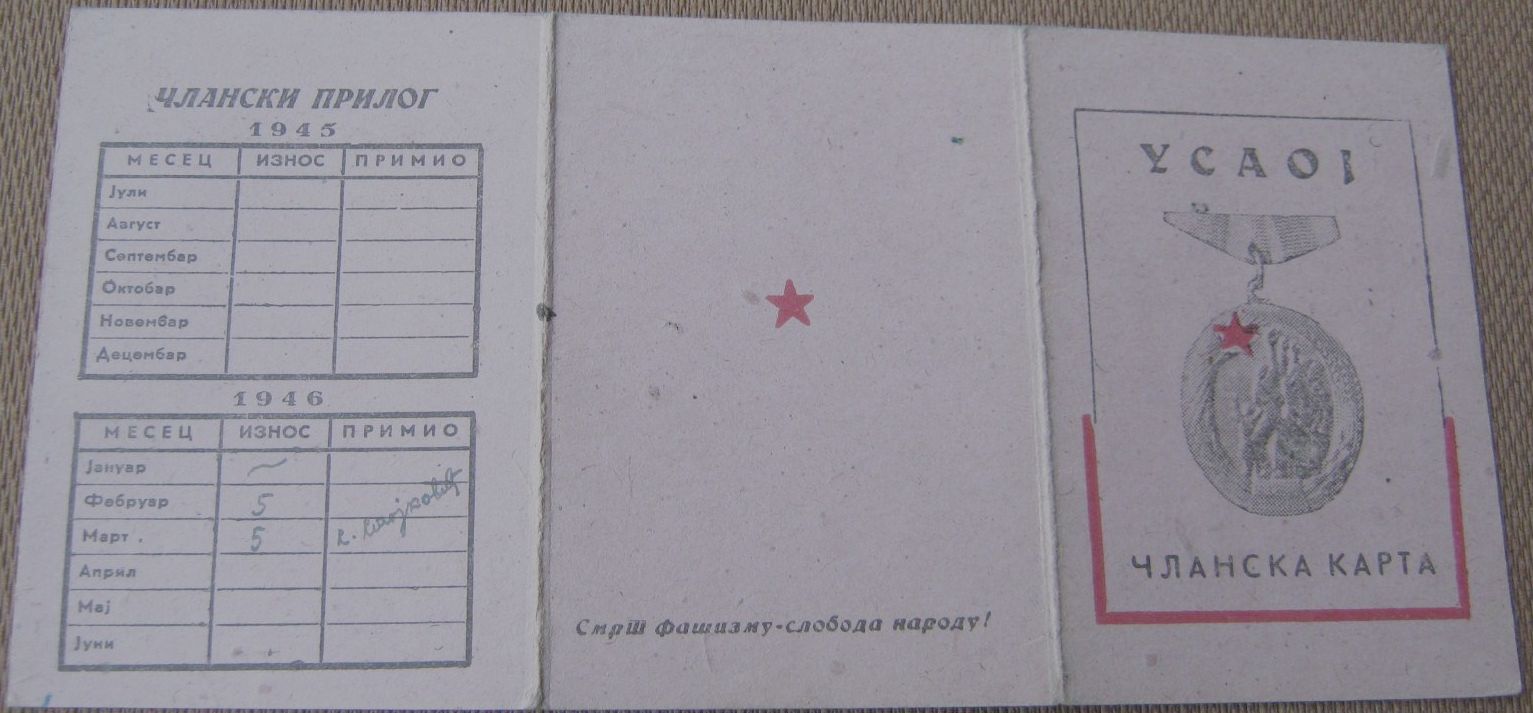 ЧЛАНСКИ ПРИЛОГ
1945
МЕСЕЦ ИЗНОС ПРИМИО
Јули
Август
Септембар
Октобар
Новембар
Децембар
1946
МЕСЕЦ ИЗНОС ПРИМИО
Јануар ~
Фебруар 5
Март . 5
Април
Мај
Јуни
Смрт фашизму-слобода народу!
УСАОЈ
ЧЛАНСКА КАРТА